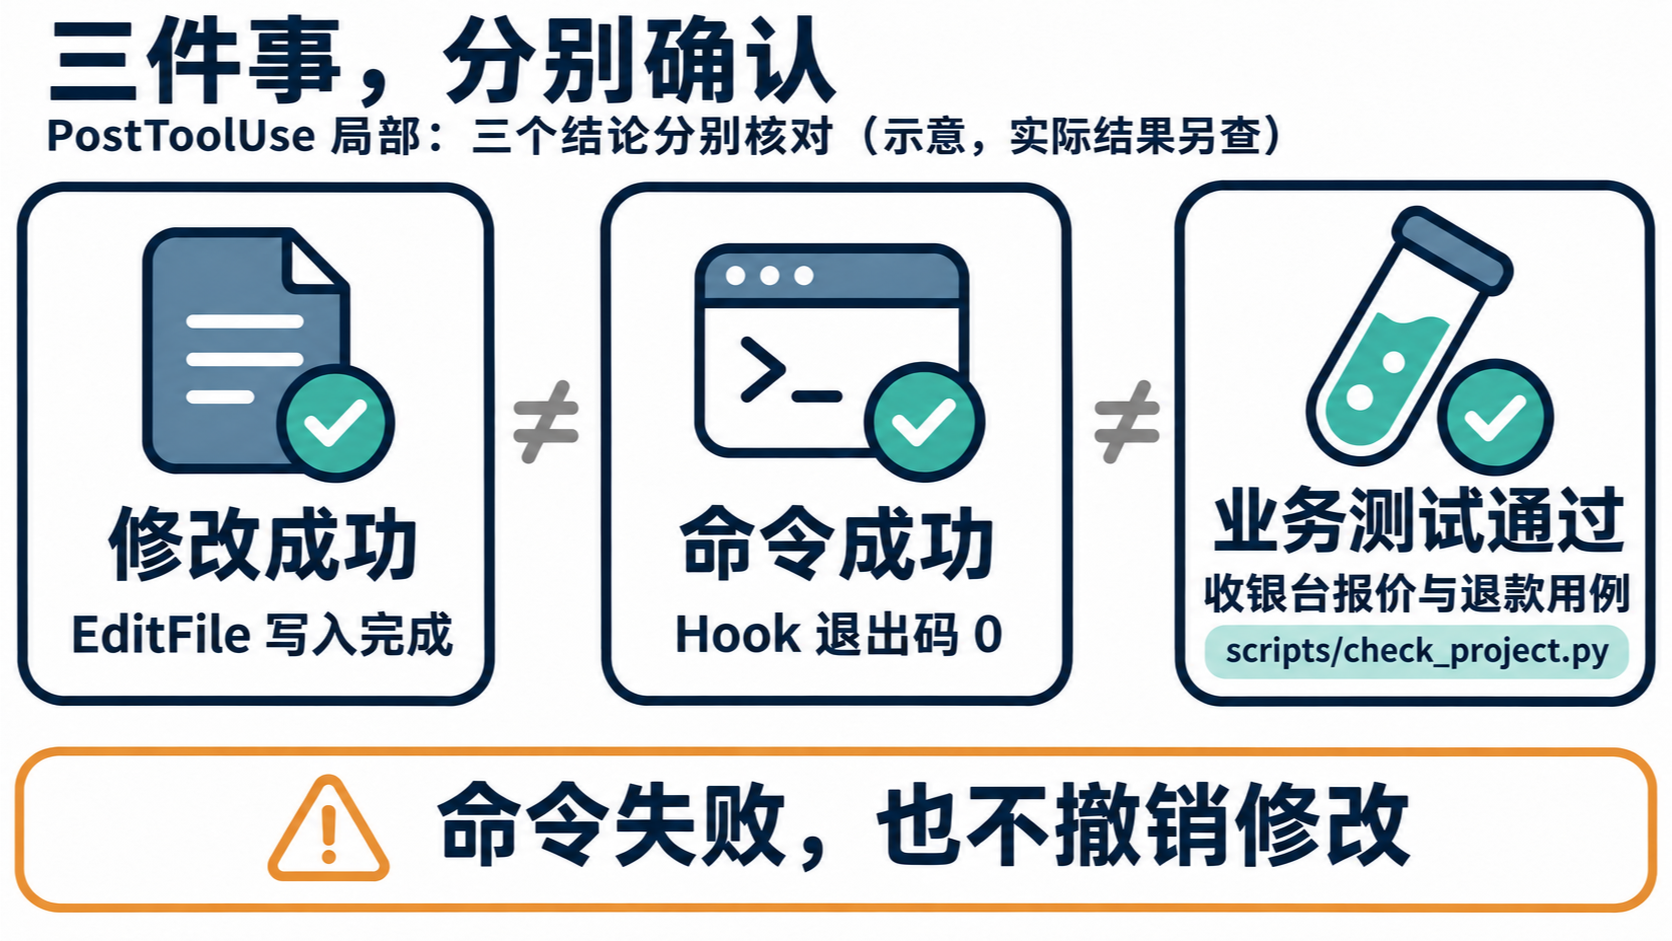 三件事，分别确认
PostToolUse 局部：三个结论分别核对（示意，实际结果另查）
≠
≠
>_
修改成功
EditFile 写入完成
命令成功
Hook 退出码 0
业务测试通过
收银台报价与退款用例
scripts/check_project.py
命令失败，也不撤销修改